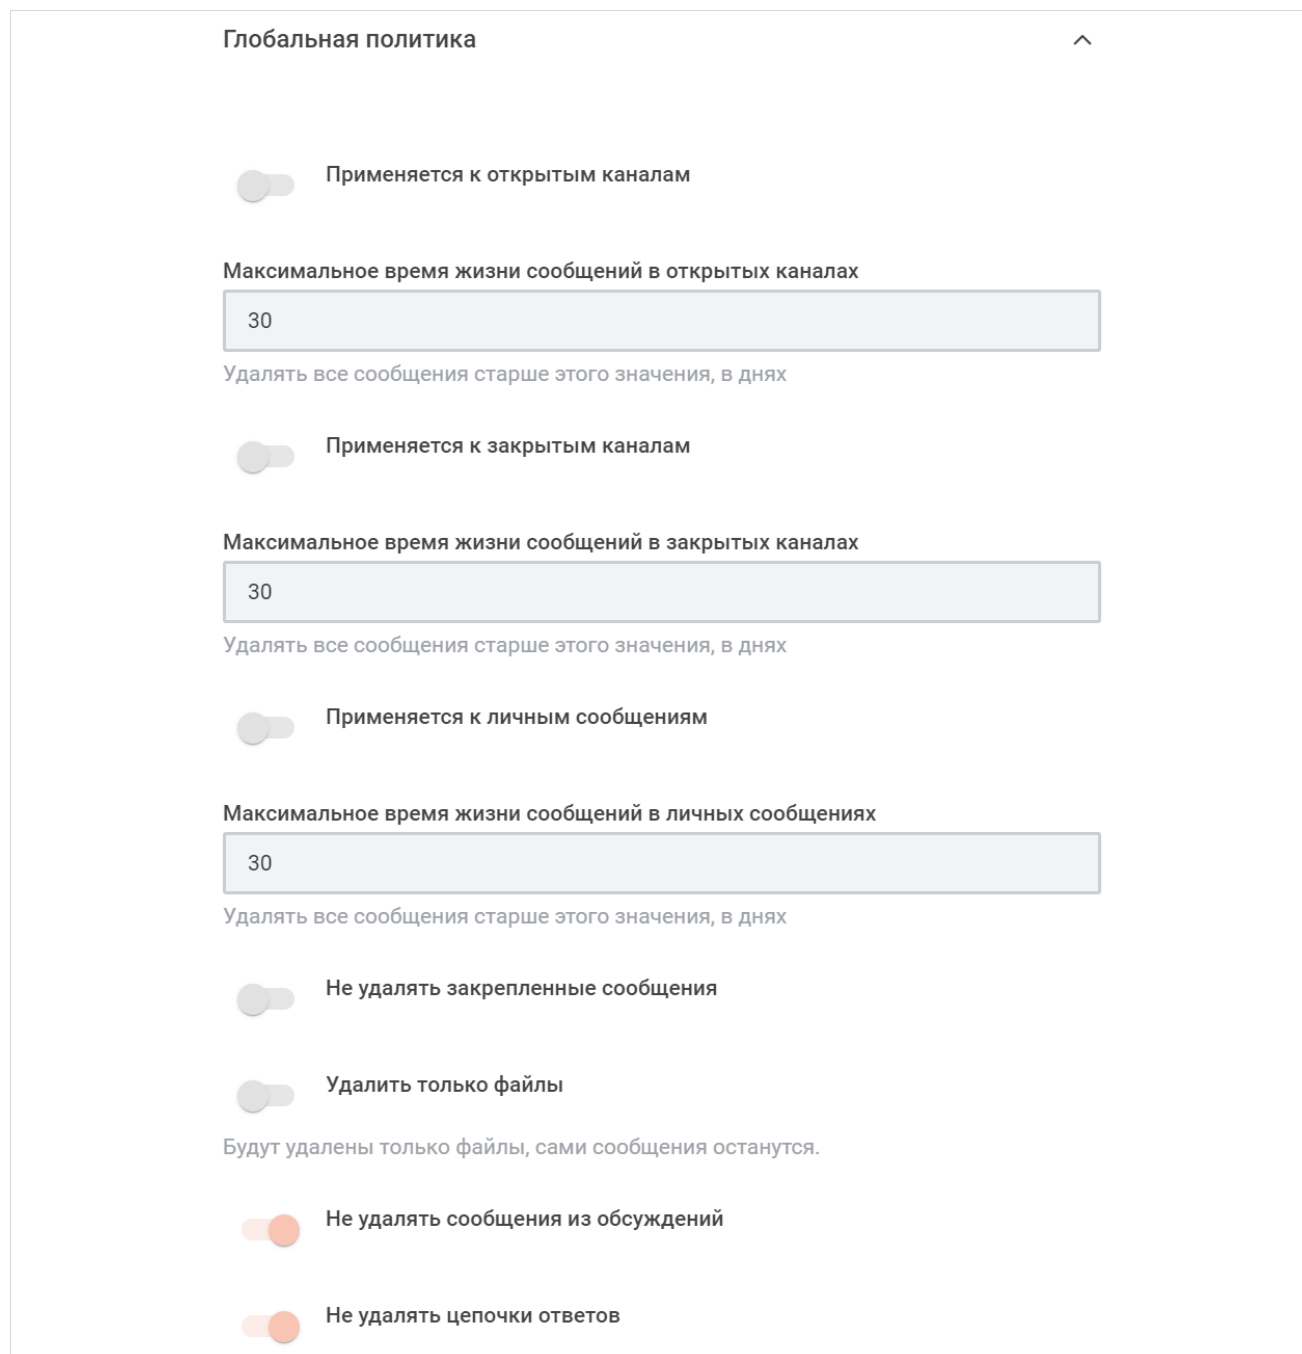 Глобальная политика
Применяется к открытым каналам
Максимальное время жизни сообщений в открытых каналах
30
Удалять все сообщения старше этого значения, в днях
Применяется к закрытым каналам
Максимальное время жизни сообщений в закрытых каналах
30
Удалять все сообщения старше этого значения, в днях
Применяется к личным сообщениям
Максимальное время жизни сообщений в личных сообщениях
30
Удалять все сообщения старше этого значения, в днях
Не удалять закрепленные сообщения
Удалить только файлы
Будут удалены только файлы, сами сообщения останутся.
Не удалять сообщения из обсуждений
Не удалять цепочки ответов